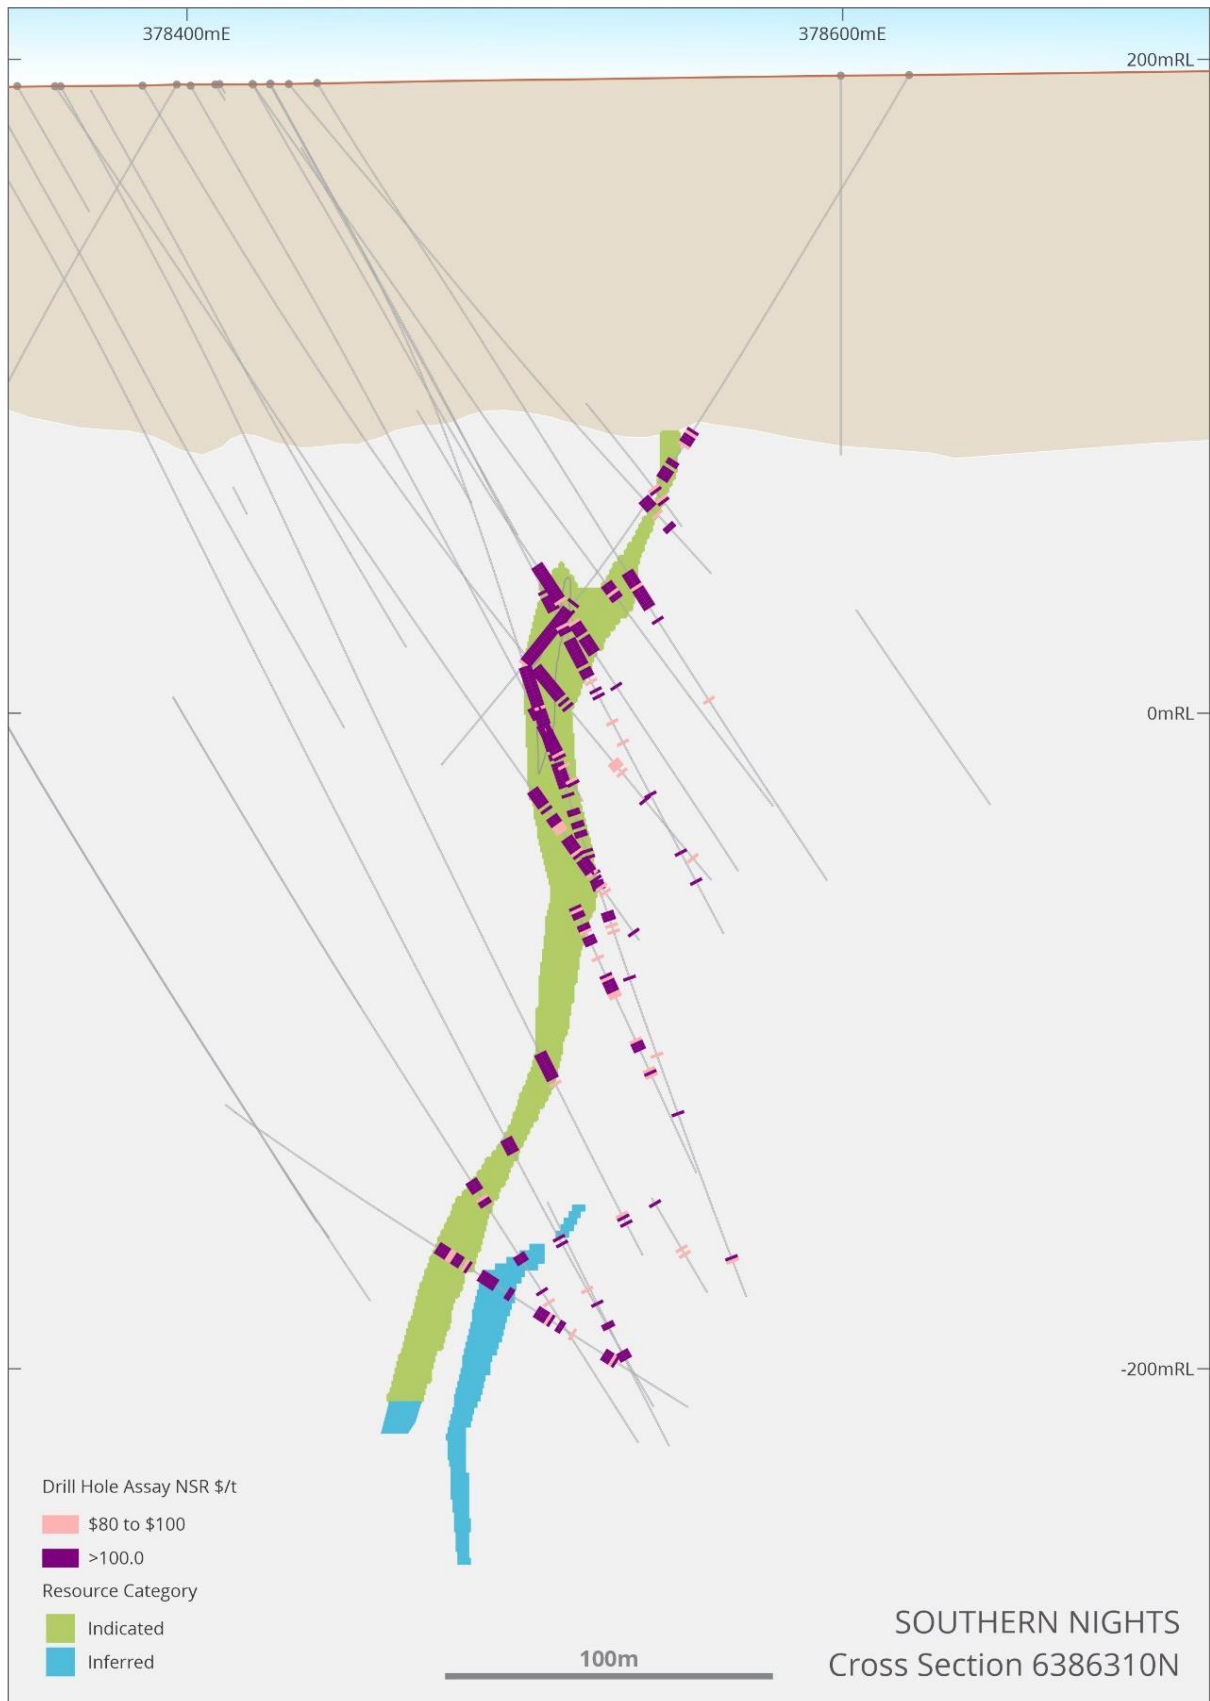 378400mE
378600mE
200mRL
0mRL
-200mRL
Drill Hole Assay NSR $/t
$80 to $100
>100.0
Resource Category
Indicated
Inferred
100m
SOUTHERN NIGHTS
Cross Section 6386310N